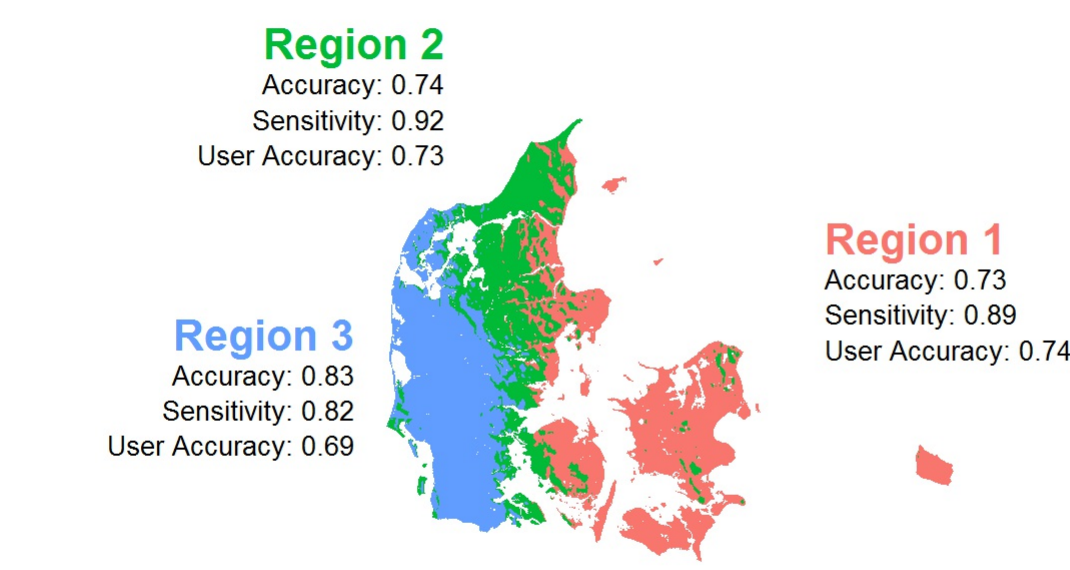 Region 2
Accuracy: 0.74
Sensitivity: 0.92
User Accuracy: 0.73
Region 1
Accuracy: 0.73
Sensitivity: 0.89
User Accuracy: 0.74
Region 3
Accuracy: 0.83
Sensitivity: 0.82
User Accuracy: 0.69